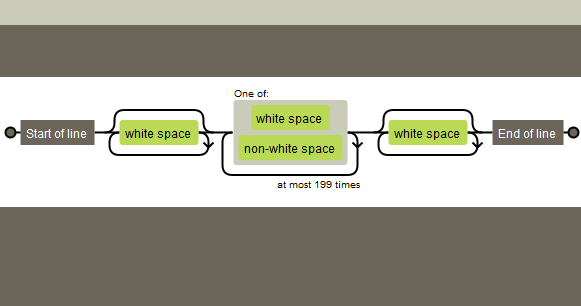 One of:
Start of line
white space
white space
non-white space
white space
End of line
at most 199 times